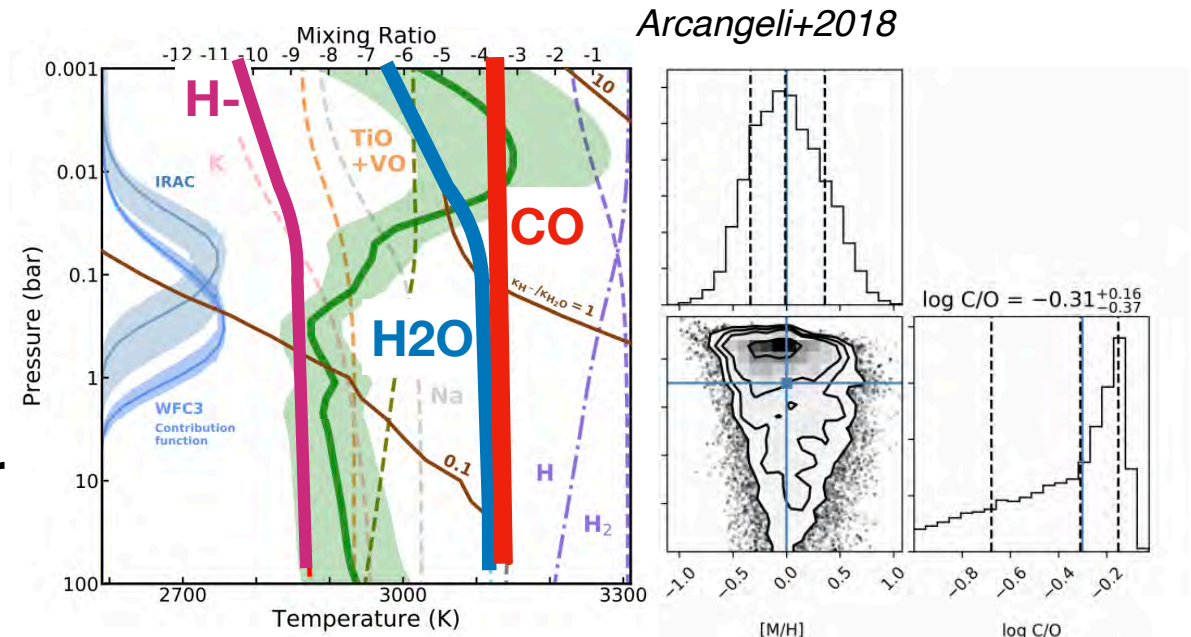 Arcangeli+2018
Mixing Ratio
-12 -11 -10 -9 -8 -7 -6 -5 -4 -3 -2 -1
0.001
0.01
0.1
1
10
100
Pressure (bar)
H-
K
TiO
+VO
10
IRAC
CO
κH⁻/κH₂O = 1
H2O
WFC3
Contribution
function
Na
0.1
H
H₂
2700 3000 3300
Temperature (K)
log C/O = −0.31+0.16−0.37
-1.0 -0.5 0.0 0.5 1.0
[M/H]
-0.8 -0.6 -0.4 -0.2
log C/O